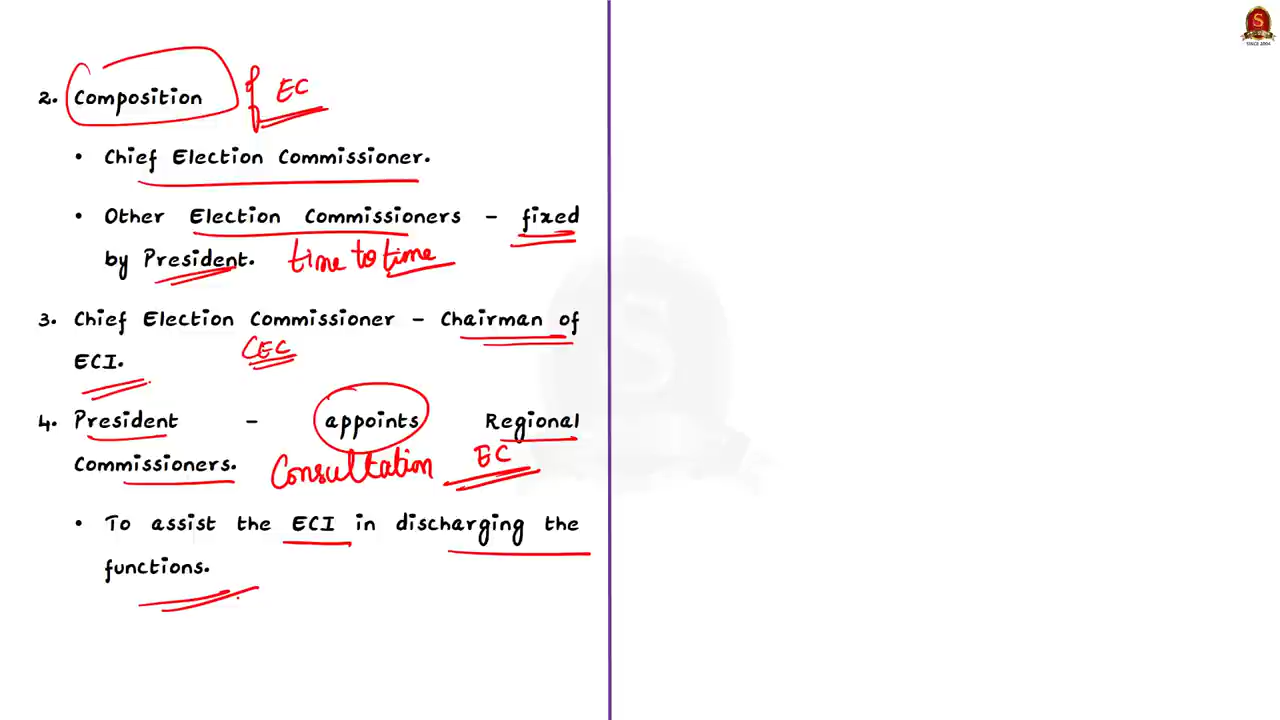 S
SINCE 2004
2. Composition of EC
• Chief Election Commissioner.
• Other Election Commissioners - fixed
by President. time to time
3. Chief Election Commissioner - Chairman of
ECI. CEC
4. President - appoints Regional
Commissioners. Consultation EC
• To assist the ECI in discharging the
functions.